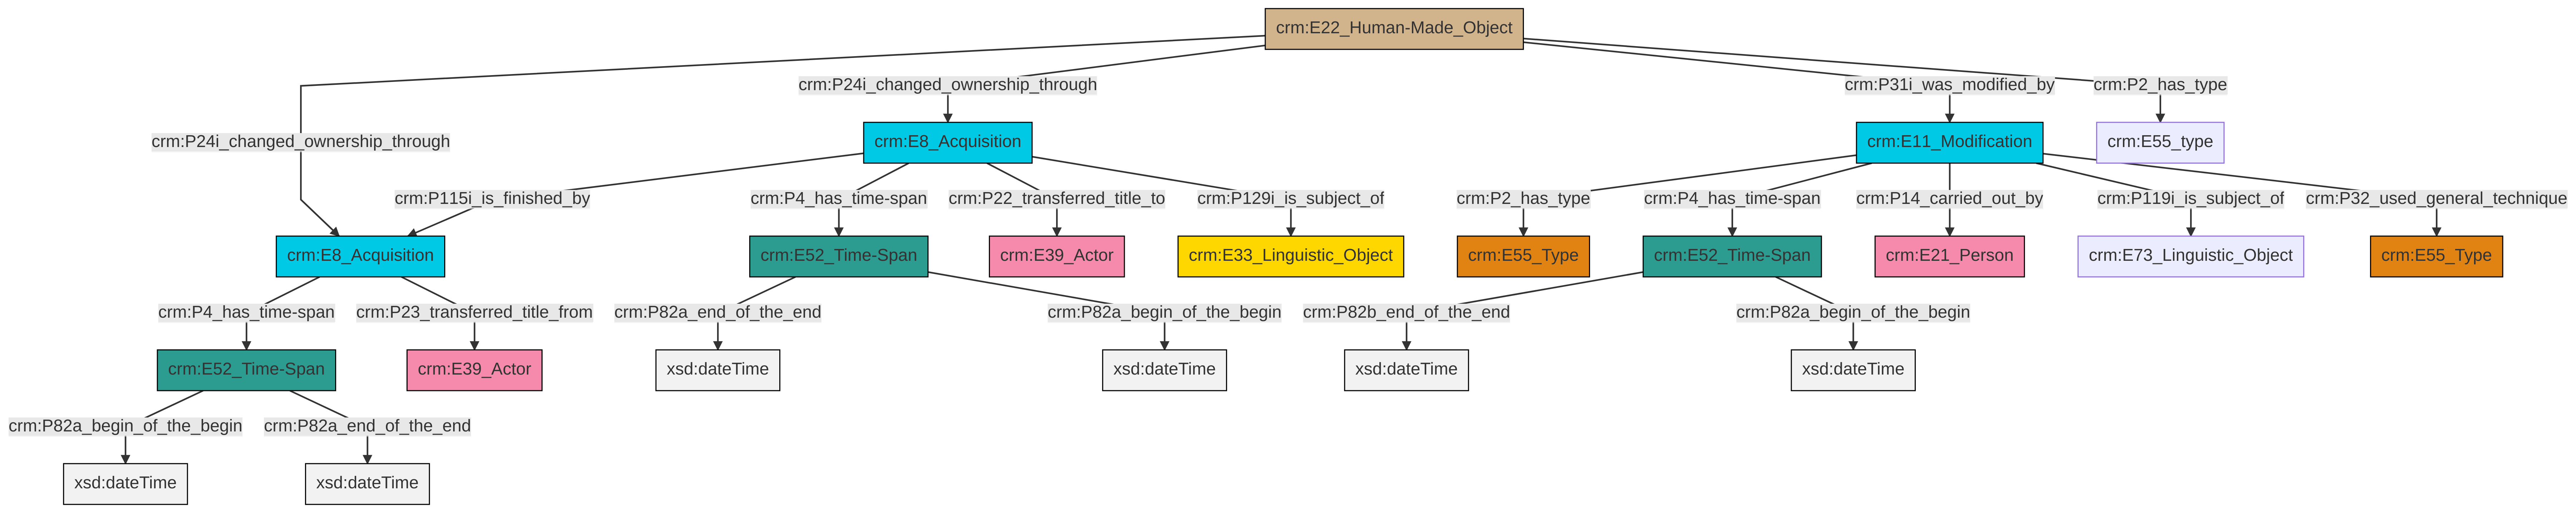 crm:E22_Human-Made_Object
crm:P24i_changed_ownership_through
crm:P31i_was_modified_by
crm:P2_has_type
crm:P24i_changed_ownership_through
crm:E8_Acquisition
crm:E11_Modification
crm:E55_type
crm:P115i_is_finished_by
crm:P4_has_time-span
crm:P22_transferred_title_to
crm:P129i_is_subject_of
crm:P2_has_type
crm:P4_has_time-span
crm:P14_carried_out_by
crm:P119i_is_subject_of
crm:P32_used_general_technique
crm:E8_Acquisition
crm:E52_Time-Span
crm:E39_Actor
crm:E33_Linguistic_Object
crm:E55_Type
crm:E52_Time-Span
crm:E21_Person
crm:E73_Linguistic_Object
crm:E55_Type
crm:P4_has_time-span
crm:P23_transferred_title_from
crm:P82a_end_of_the_end
crm:P82a_begin_of_the_begin
crm:P82b_end_of_the_end
crm:P82a_begin_of_the_begin
crm:E52_Time-Span
crm:E39_Actor
xsd:dateTime
xsd:dateTime
xsd:dateTime
xsd:dateTime
crm:P82a_begin_of_the_begin
crm:P82a_end_of_the_end
xsd:dateTime
xsd:dateTime